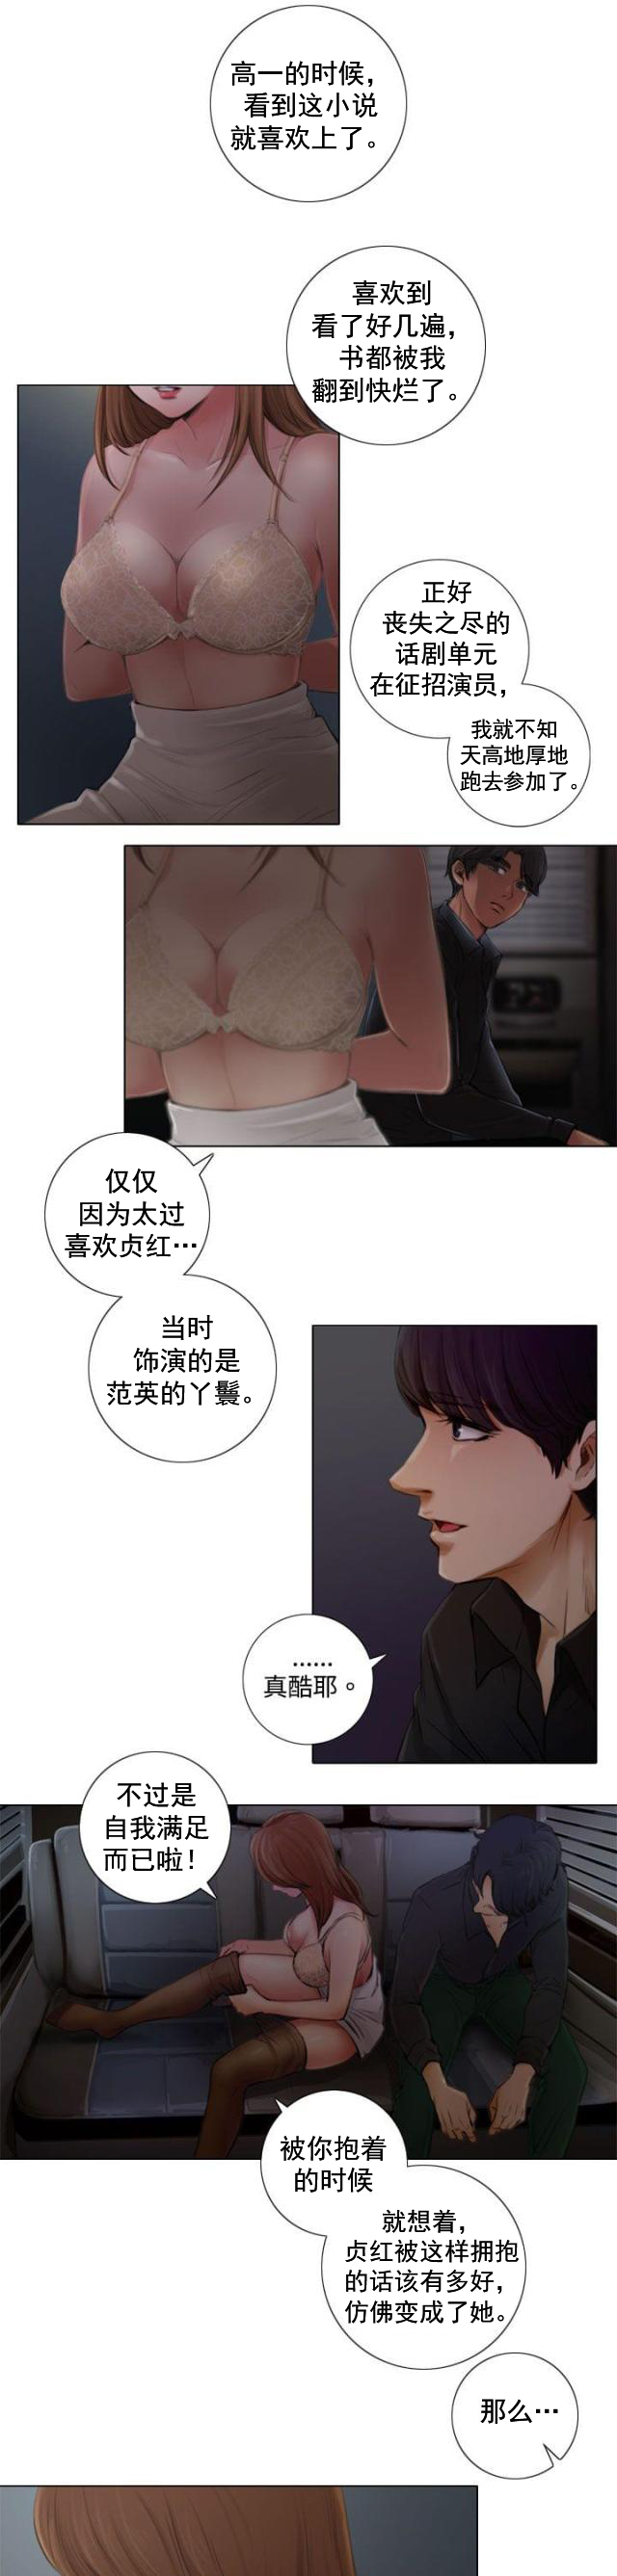 高一的时候，
看到这小说
就喜欢上了。
喜欢到
看了好几遍，
书都被我
翻到快烂了。
正好
丧失之尽的
话剧单元
在征招演员，
我就不知
天高地厚地
跑去参加了。
仅仅
因为太过
喜欢贞红…
当时
饰演的是
范英的丫鬟。
……
真酷耶。
不过是
自我满足
而已啦！
被你抱着
的时候
就想着，
贞红被这样拥抱
的话该有多好，
仿佛变成了她。
那么…